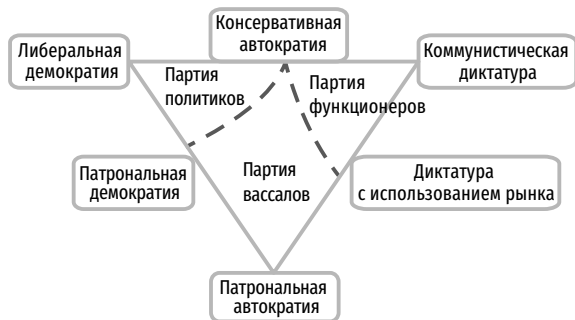 Консервативная
автократия
Либеральная
демократия
Коммунистическая
диктатура
Партия
политиков
Партия
функционеров
Патрональная
демократия
Партия
вассалов
Диктатура
с использованием рынка
Патрональная
автократия